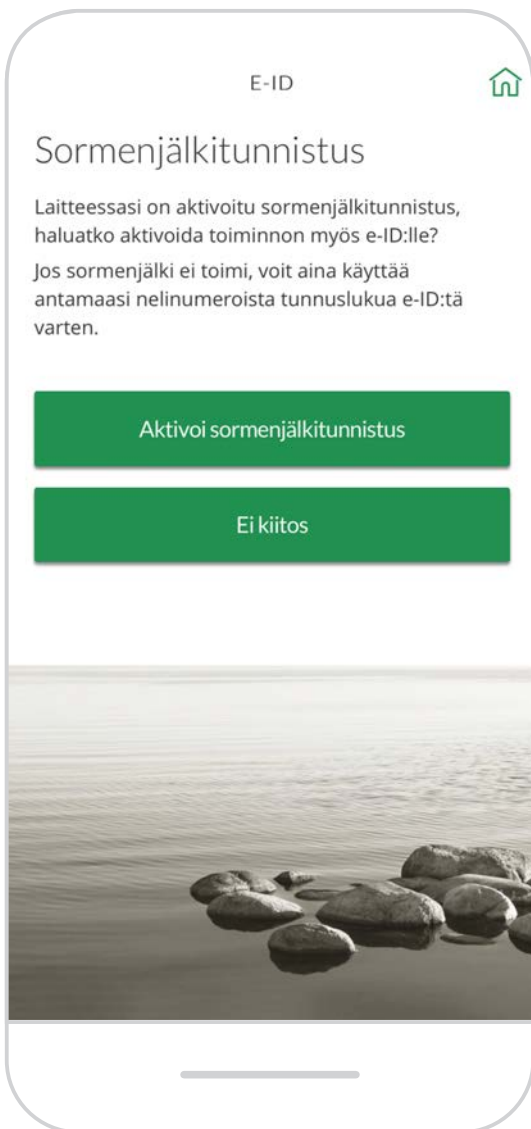 E-ID
Sormenjälkitunnistus
Laitteessasi on aktivoitu sormenjälkitunnistus,
haluatko aktivoida toiminnon myös e-ID:lle?
Jos sormenjälki ei toimi, voit aina käyttää
antamaasi nelinumeroista tunnuslukua e-ID:tä
varten.
Aktivoi sormenjälkitunnistus
Ei kiitos